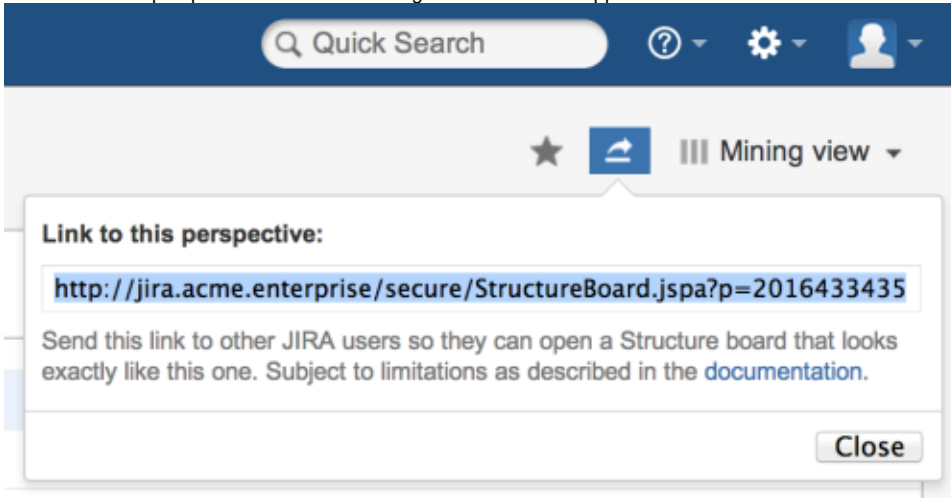 Quick Search
Mining view
Link to this perspective:
http://jira.acme.enterprise/secure/StructureBoard.jspa?p=2016433435
Send this link to other JIRA users so they can open a Structure board that looks
exactly like this one. Subject to limitations as described in the documentation.
Close